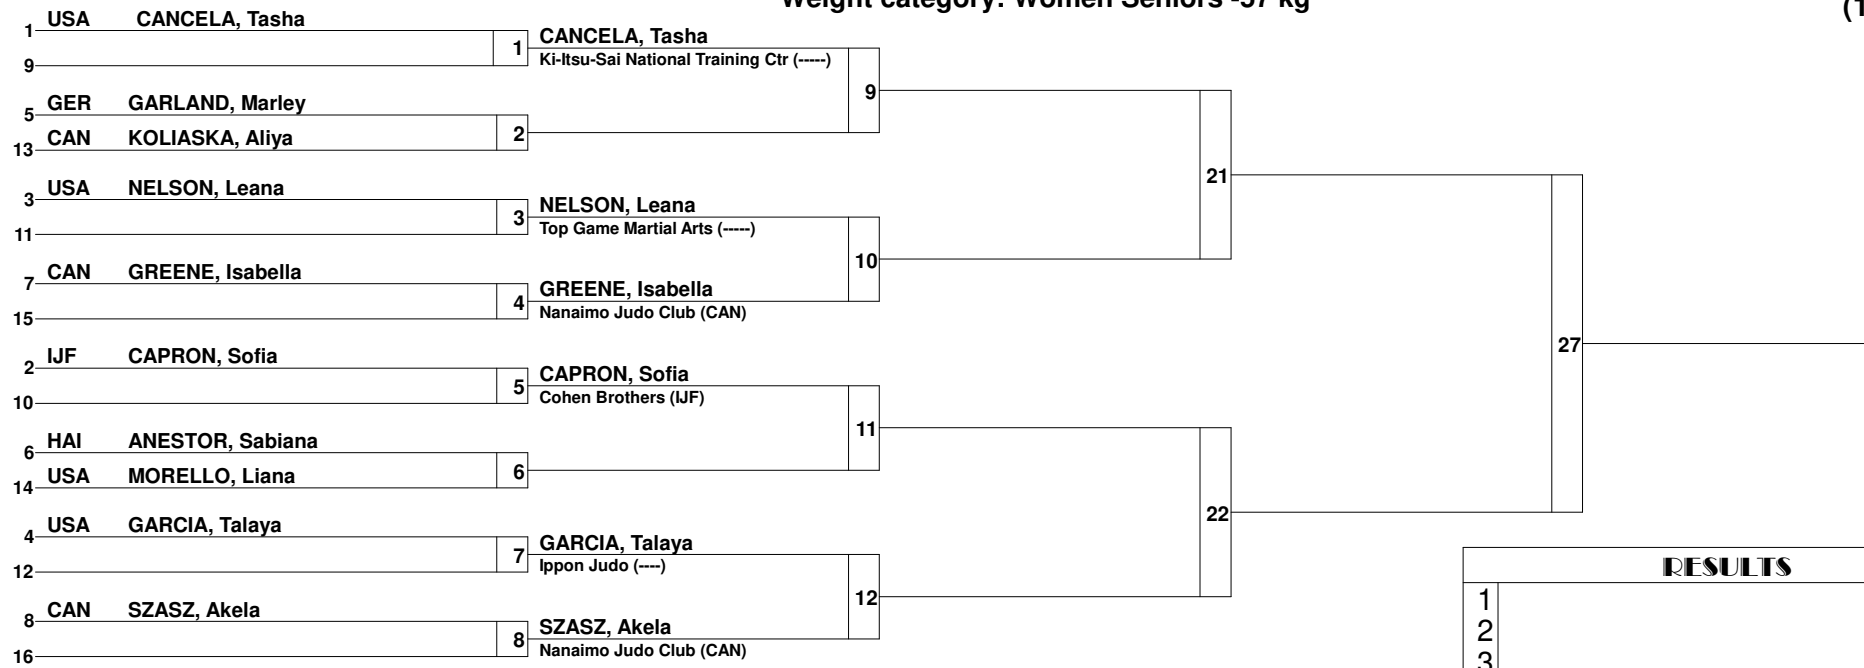 Weight category: Women Seniors -57 kg
(1
1 USA CANCELA, Tasha
9
1 CANCELA, Tasha
Ki-Itsu-Sai National Training Ctr (-----)
9
5 GER GARLAND, Marley
13 CAN KOLIASKA, Aliya
2
21
3 USA NELSON, Leana
11
3 NELSON, Leana
Top Game Martial Arts (-----)
10
7 CAN GREENE, Isabella
15
4 GREENE, Isabella
Nanaimo Judo Club (CAN)
27
2 IJF CAPRON, Sofia
10
5 CAPRON, Sofia
Cohen Brothers (IJF)
11
6 HAI ANESTOR, Sabiana
14 USA MORELLO, Liana
6
22
4 USA GARCIA, Talaya
12
7 GARCIA, Talaya
Ippon Judo (----)
12
8 CAN SZASZ, Akela
16
8 SZASZ, Akela
Nanaimo Judo Club (CAN)
RESULTS
1
2
3